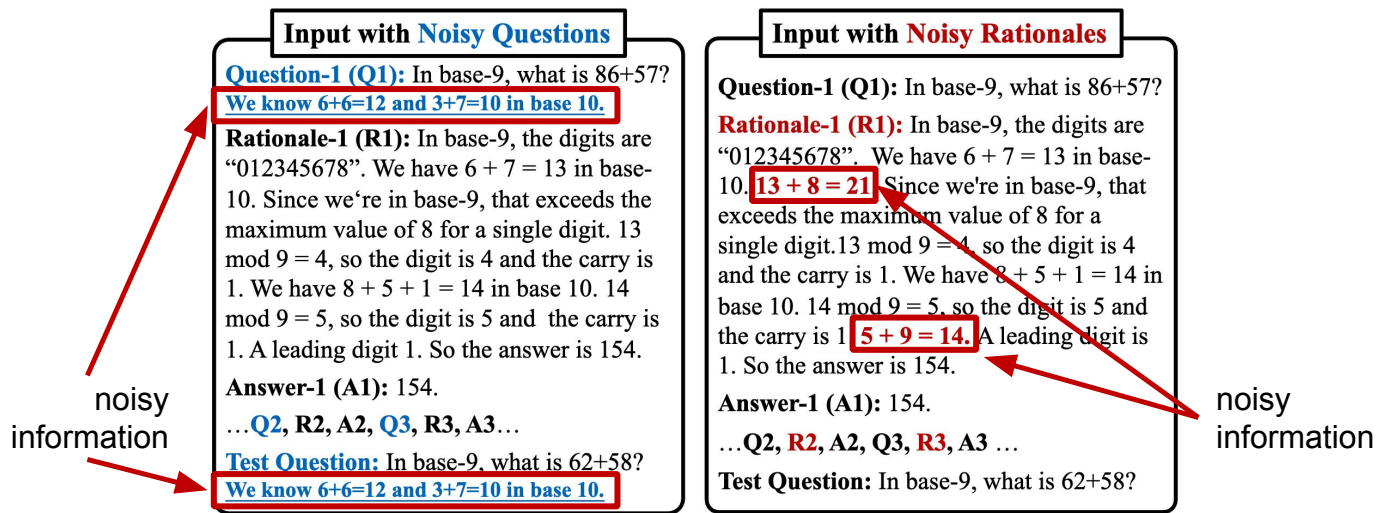 Input with Noisy Questions
Question-1 (Q1): In base-9, what is 86+57?
We know 6+6=12 and 3+7=10 in base 10.
Rationale-1 (R1): In base-9, the digits are
“012345678”. We have 6 + 7 = 13 in base-
10. Since we‘re in base-9, that exceeds the
maximum value of 8 for a single digit. 13
mod 9 = 4, so the digit is 4 and the carry is
1. We have 8 + 5 + 1 = 14 in base 10. 14
mod 9 = 5, so the digit is 5 and the carry is
1. A leading digit 1. So the answer is 154.
Answer-1 (A1): 154.
…Q2, R2, A2, Q3, R3, A3…
Test Question: In base-9, what is 62+58?
We know 6+6=12 and 3+7=10 in base 10.
noisy
information
Input with Noisy Rationales
Question-1 (Q1): In base-9, what is 86+57?
Rationale-1 (R1): In base-9, the digits are
“012345678”. We have 6 + 7 = 13 in base-
10. 13 + 8 = 21 Since we're in base-9, that
exceeds the maximum value of 8 for a
single digit.13 mod 9 = 4, so the digit is 4
and the carry is 1. We have 8 + 5 + 1 = 14 in
base 10. 14 mod 9 = 5, so the digit is 5 and
the carry is 1 5 + 9 = 14. A leading digit is
1. So the answer is 154.
Answer-1 (A1): 154.
…Q2, R2, A2, Q3, R3, A3 …
Test Question: In base-9, what is 62+58?
noisy
information